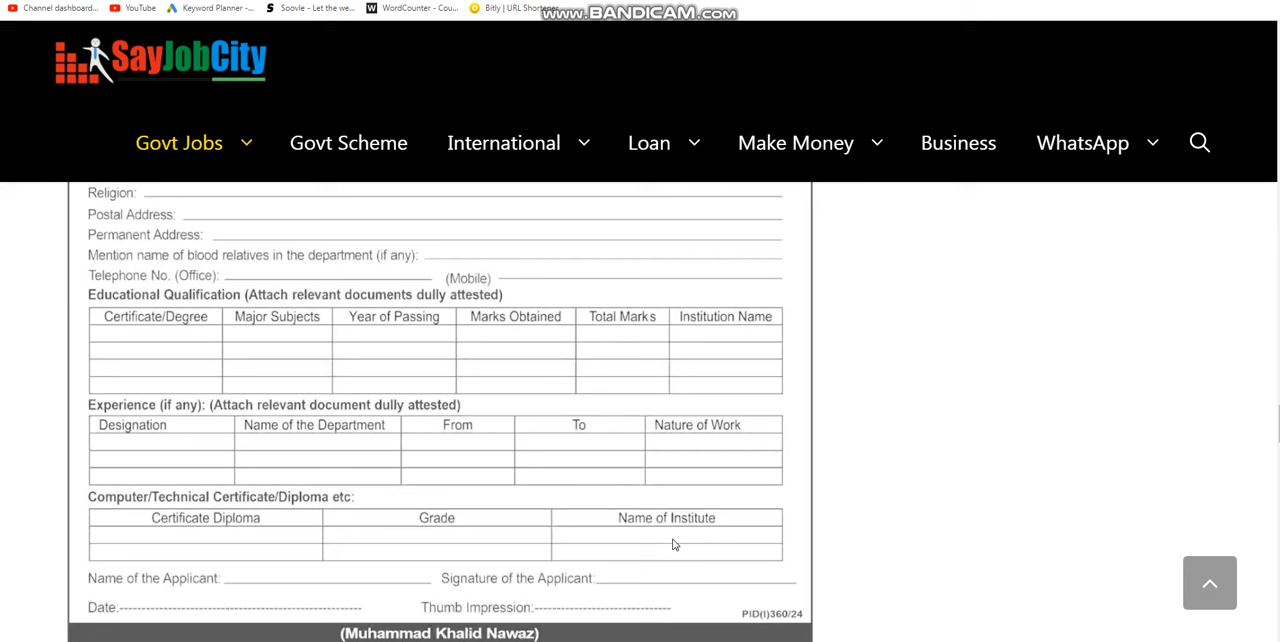 Channel dashboard... YouTube Keyword Planner -... Soovle - Let the we... WordCounter - Cou... Bitly | URL Shortener
www.BANDICAM.com
SayJobCity
Govt Jobs Govt Scheme International Loan Make Money Business WhatsApp
Religion:
Postal Address:
Permanent Address:
Mention name of blood relatives in the department (if any):
Telephone No. (Office): (Mobile)
Educational Qualification (Attach relevant documents dully attested)
Certificate/Degree Major Subjects Year of Passing Marks Obtained Total Marks Institution Name
Experience (if any): (Attach relevant document dully attested)
Designation Name of the Department From To Nature of Work
Computer/Technical Certificate/Diploma etc:
Certificate Diploma Grade Name of Institute
Name of the Applicant: Signature of the Applicant:
Date: Thumb Impression:
PID(I)360/24
(Muhammad Khalid Nawaz)